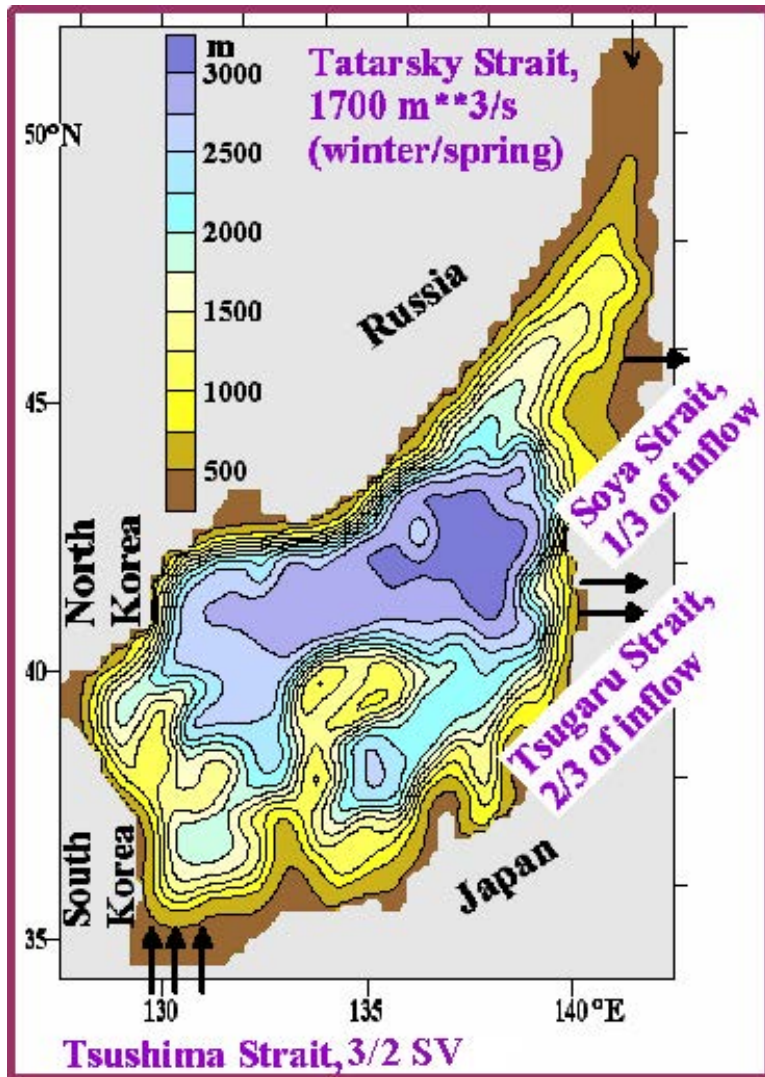 m
3000
2500
2000
1500
1000
500
Tatarsky Strait,
1700 m**3/s
(winter/spring)
50°N
45
40
35
Russia
North
Korea
South
Korea
Japan
Soya Strait,
1/3 of inflow
Tsugaru Strait,
2/3 of inflow
130
135
140°E
Tsushima Strait, 3/2 SV